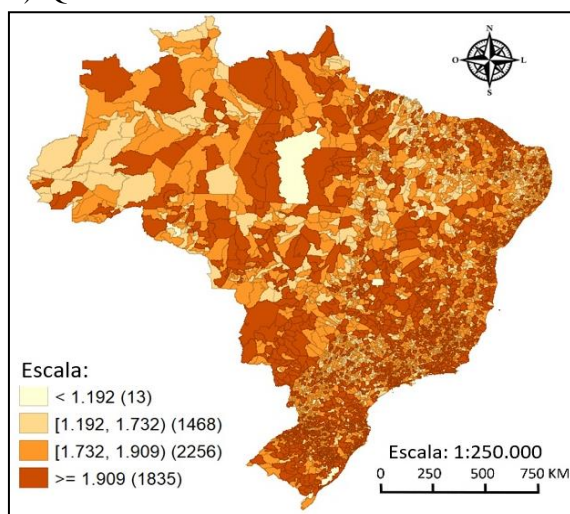 N
O L
S
Escala:
< 1.192 (13)
[1.192, 1.732) (1468)
[1.732, 1.909) (2256)
>= 1.909 (1835)
Escala: 1:250.000
0 250 500 750 KM